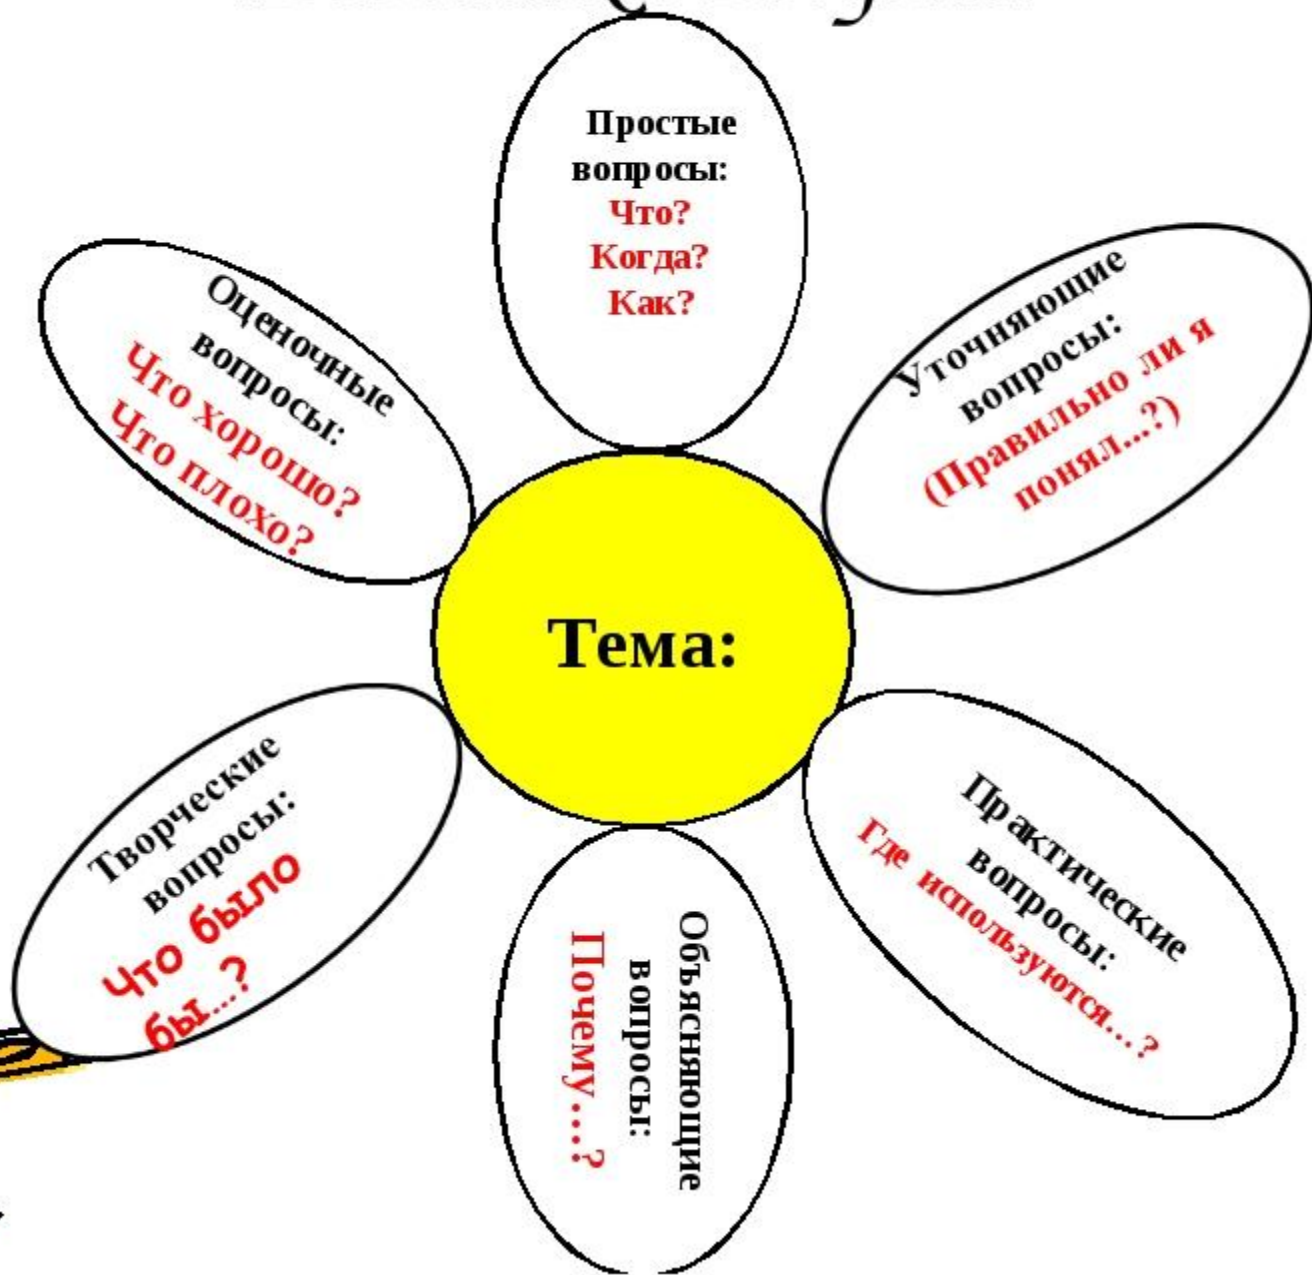 Простые
вопросы:
Что?
Когда?
Как?
Уточняющие
вопросы:
(Правильно ли я
понял...?)
Практические
вопросы:
Где используются...?
Объясняющие
вопросы:
Почему...?
Творческие
вопросы:
Что было
бы...?
Оценочные
вопросы:
Что хорошо?
Что плохо?
Тема: